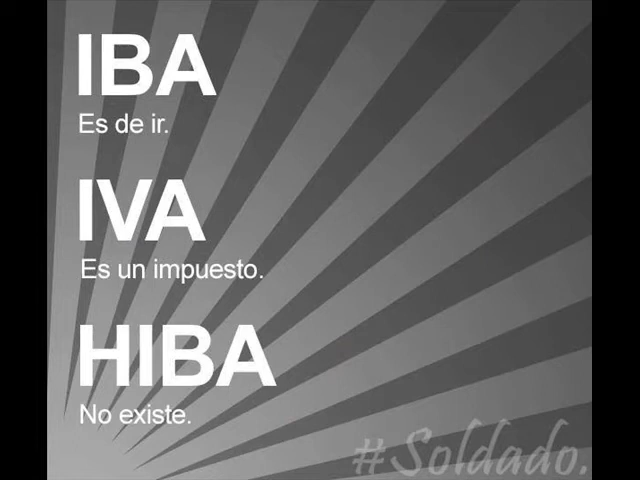 IBA
Es de ir.
IVA
Es un impuesto.
HIBA
No existe.
#Soldado.